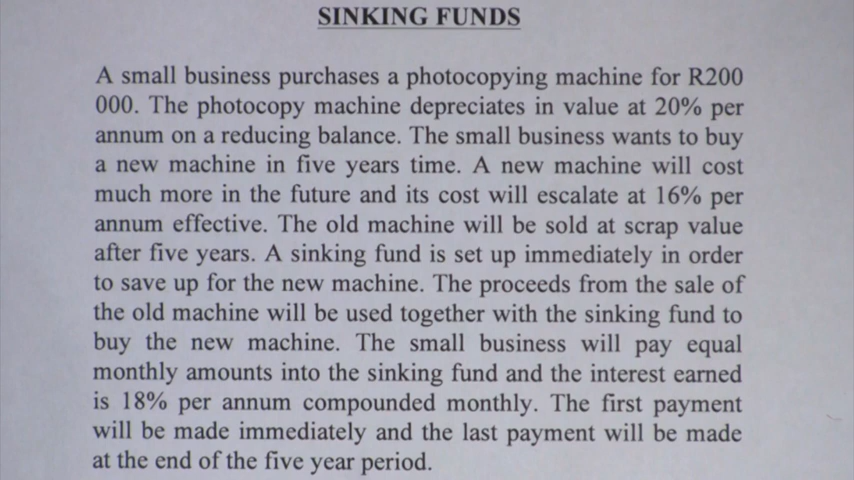 SINKING FUNDS
A small business purchases a photocopying machine for R200
000. The photocopy machine depreciates in value at 20% per
annum on a reducing balance. The small business wants to buy
a new machine in five years time. A new machine will cost
much more in the future and its cost will escalate at 16% per
annum effective. The old machine will be sold at scrap value
after five years. A sinking fund is set up immediately in order
to save up for the new machine. The proceeds from the sale of
the old machine will be used together with the sinking fund to
buy the new machine. The small business will pay equal
monthly amounts into the sinking fund and the interest earned
is 18% per annum compounded monthly. The first payment
will be made immediately and the last payment will be made
at the end of the five year period.